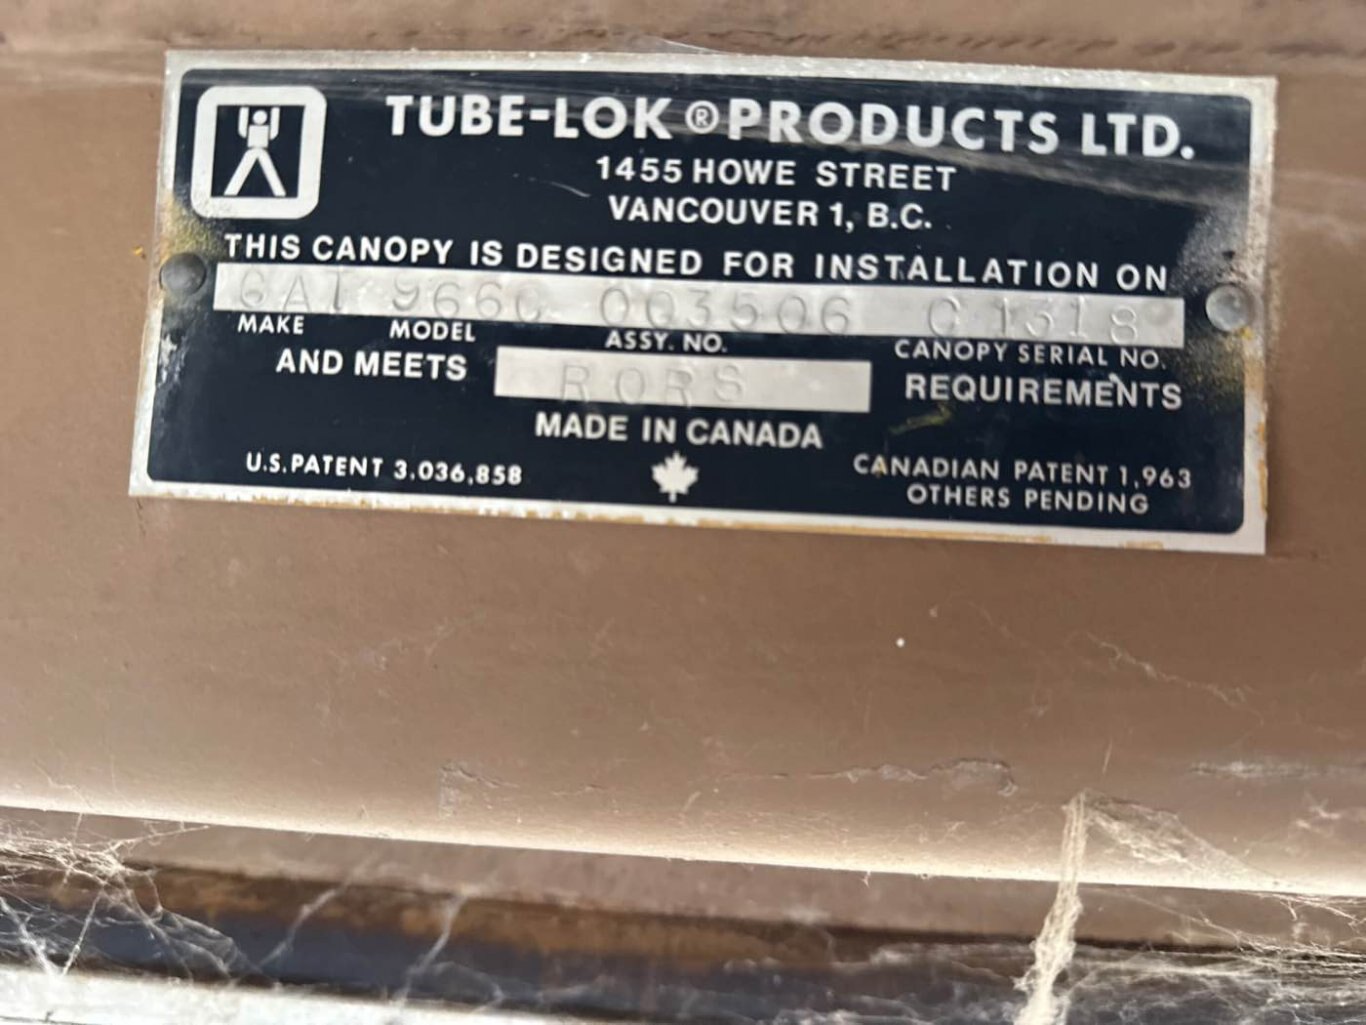 TUBE-LOK ® PRODUCTS LTD.
1455 HOWE STREET
VANCOUVER 1, B.C.
THIS CANOPY IS DESIGNED FOR INSTALLATION ON
CAT 966C 003506 C 1318
MAKE MODEL ASSY. NO. CANOPY SERIAL NO.
AND MEETS RORS REQUIREMENTS
MADE IN CANADA
U.S. PATENT 3.036,858
CANADIAN PATENT 1,963
OTHERS PENDING